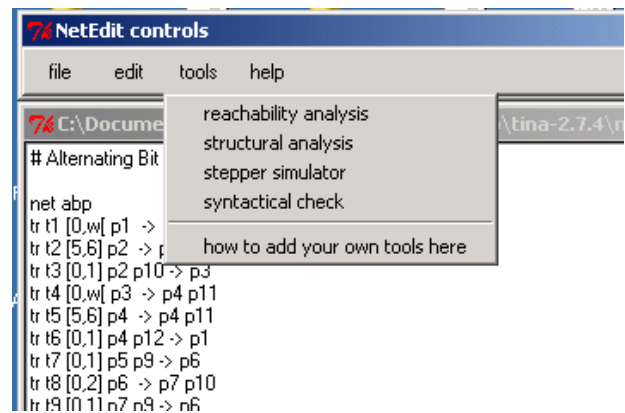 NetEdit controls
file edit tools help
reachability analysis
structural analysis
stepper simulator
syntactical check
how to add your own tools here
C:\Docume \tina-2.7.4\n
# Alternating Bit
net abp
tr t1 [0,w[ p1 ->
tr t2 [5,6] p2 -> p
tr t3 [0,1] p2 p10 -> p3
tr t4 [0,w[ p3 -> p4 p11
tr t5 [5,6] p4 -> p4 p11
tr t6 [0,1] p4 p12 -> p1
tr t7 [0,1] p5 p9 -> p6
tr t8 [0,2] p6 -> p7 p10
tr t9 [0,1] p7 p9 -> p6